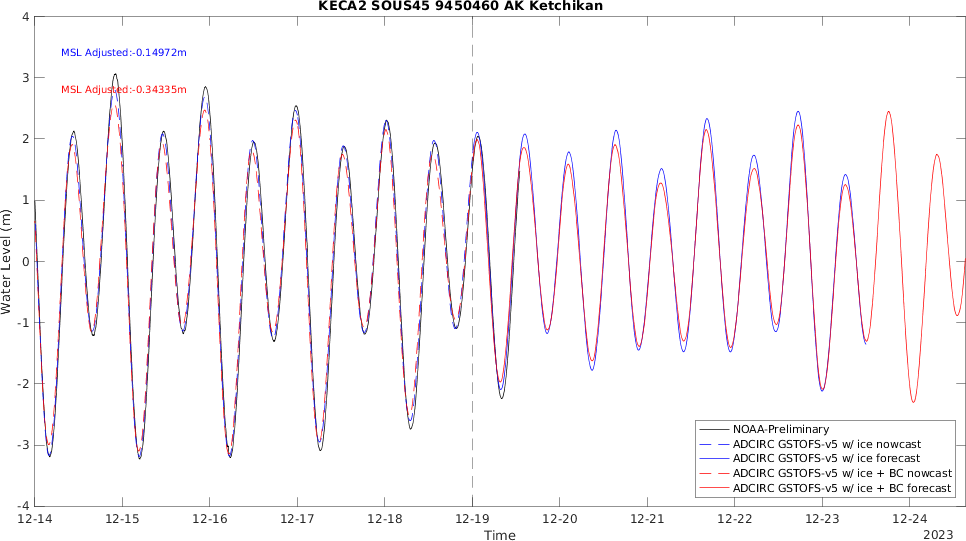 KECA2 SOUS45 9450460 AK Ketchikan
MSL Adjusted:-0.14972m
MSL Adjusted:-0.34335m
Water Level (m)
4
3
2
1
0
-1
-2
-3
-4
NOAA-Preliminary
ADCIRC GSTOFS-v5 w/ ice nowcast
ADCIRC GSTOFS-v5 w/ ice forecast
ADCIRC GSTOFS-v5 w/ ice + BC nowcast
ADCIRC GSTOFS-v5 w/ ice + BC forecast
12-14 12-15 12-16 12-17 12-18 12-19 12-20 12-21 12-22 12-23 12-24
Time
2023